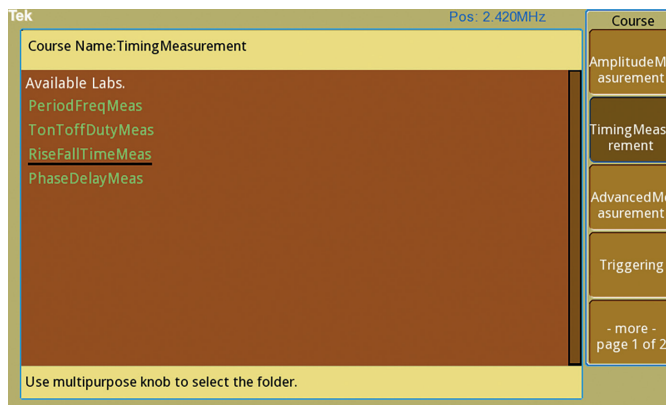 Tek
Pos: 2.420MHz
Course Name:TimingMeasurement
Available Labs.
PeriodFreqMeas
TonToffDutyMeas
RiseFallTimeMeas
PhaseDelayMeas
Use multipurpose knob to select the folder.
Course
AmplitudeM
asurement
TimingMeas
rement
AdvancedMe
asurement
Triggering
- more -
page 1 of 2